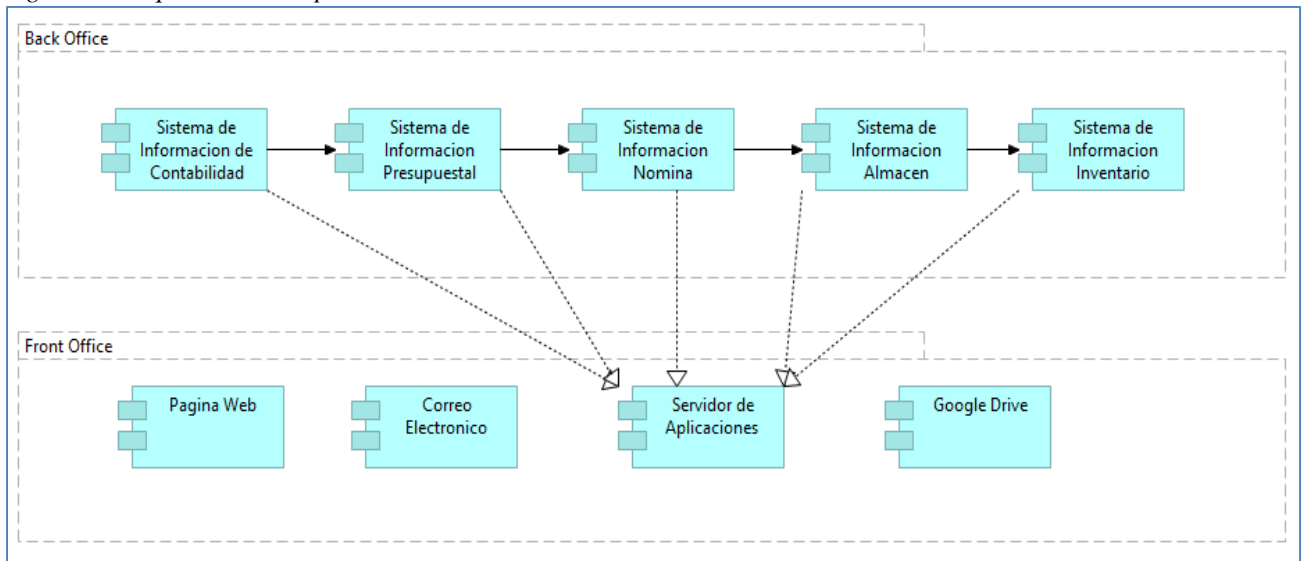 Back Office
Sistema de
Informacion de
Contabilidad
Sistema de
Informacion
Presupuestal
Sistema de
Informacion
Nomina
Sistema de
Informacion
Almacen
Sistema de
Informacion
Inventario
Front Office
Pagina Web
Correo
Electronico
Servidor de
Aplicaciones
Google Drive